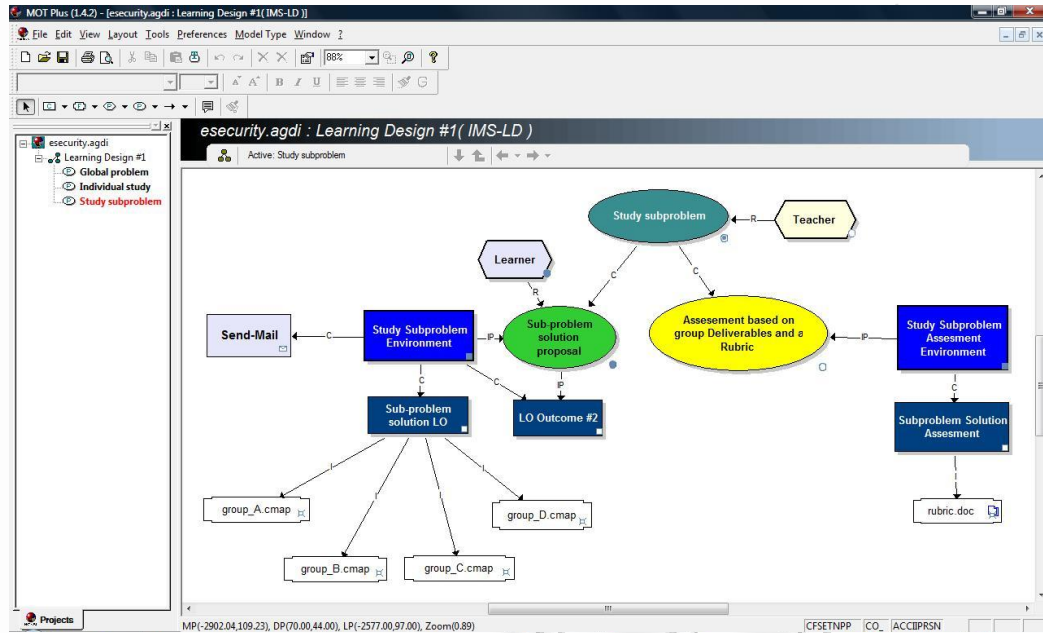 MOT Plus (1.4.2) - [esecurity.agdi : Learning Design #1( IMS-LD )]
File Edit View Layout Tools Preferences Model Type Window ?
88%
B I U G
esecurity.agdi
Learning Design #1
Global problem
Individual study
Study subproblem
Projects
esecurity.agdi : Learning Design #1( IMS-LD )
Active: Study subproblem
Study subproblem
R
Teacher
Learner
C
C
R
Send-Mail
C
Study Subproblem
Environment
IP
Sub-problem
solution
proposal
Assesement based on
group Deliverables and a
Rubric
IP
Study Subproblem
Assesment
Environment
C
C
IP
C
Sub-problem
solution LO
LO Outcome #2
Subproblem Solution
Assesment
I
I
I
I
I
group_A.cmap
group_D.cmap
rubric.doc
group_B.cmap
group_C.cmap
MP(-2902.04,109.23), DP(70.00,44.00), LP(-2577.00,97.00), Zoom(0.89)
CFSETNPP
CO_
ACCIIPRSN